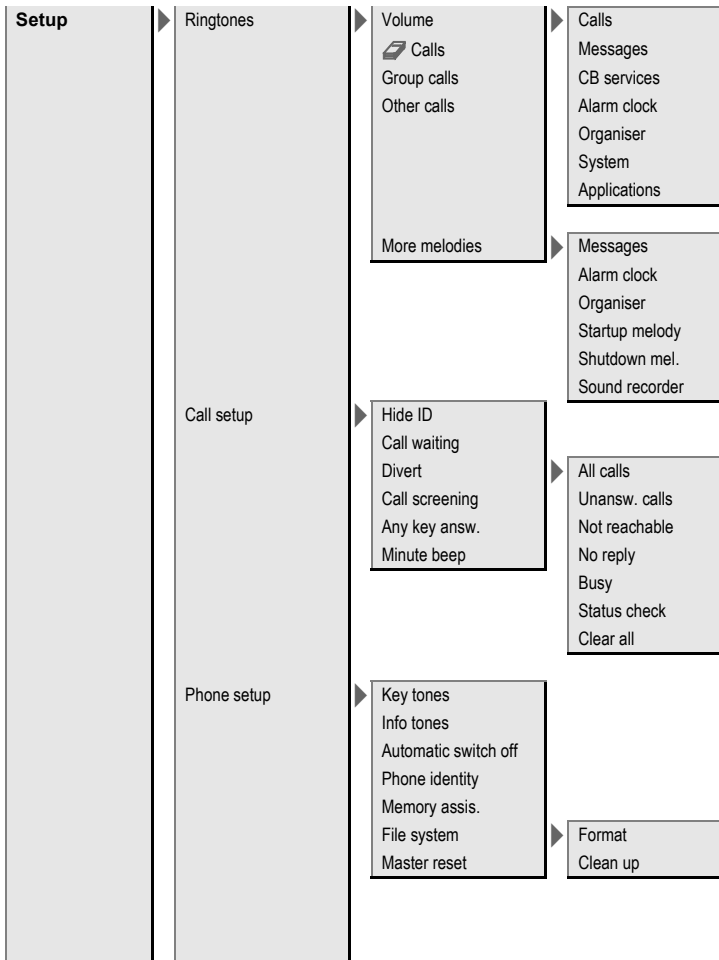 Setup
Ringtones
Volume
Calls
Group calls
Other calls
More melodies
Calls
Messages
CB services
Alarm clock
Organiser
System
Applications
Messages
Alarm clock
Organiser
Startup melody
Shutdown mel.
Sound recorder
Call setup
Hide ID
Call waiting
Divert
Call screening
Any key answ.
Minute beep
All calls
Unansw. calls
Not reachable
No reply
Busy
Status check
Clear all
Phone setup
Key tones
Info tones
Automatic switch off
Phone identity
Memory assis.
File system
Master reset
Format
Clean up